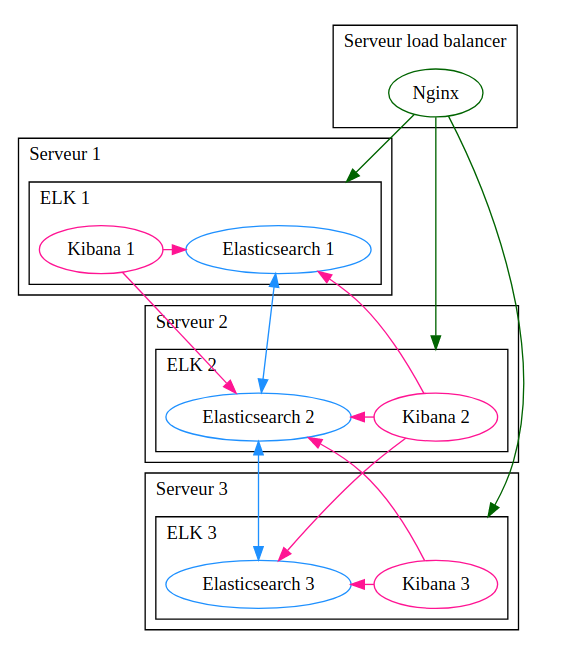 Serveur load balancer
Nginx
Serveur 1
ELK 1
Kibana 1
Elasticsearch 1
Serveur 2
ELK 2
Elasticsearch 2
Kibana 2
Serveur 3
ELK 3
Elasticsearch 3
Kibana 3